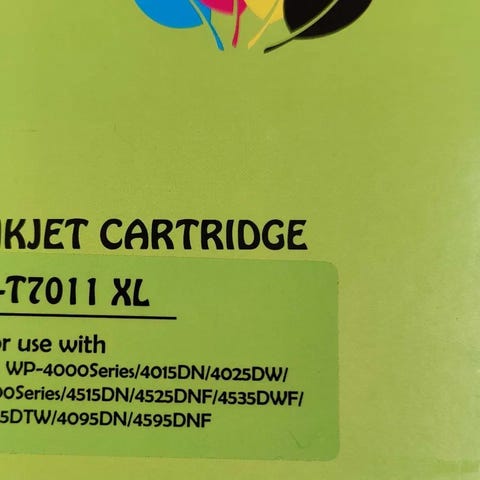 NKJET CARTRIDGE
-T7011 XL
or use with
WP-4000Series/4015DN/4025DW/
00Series/4515DN/4525DNF/4535DWF/
5DTW/4095DN/4595DNF